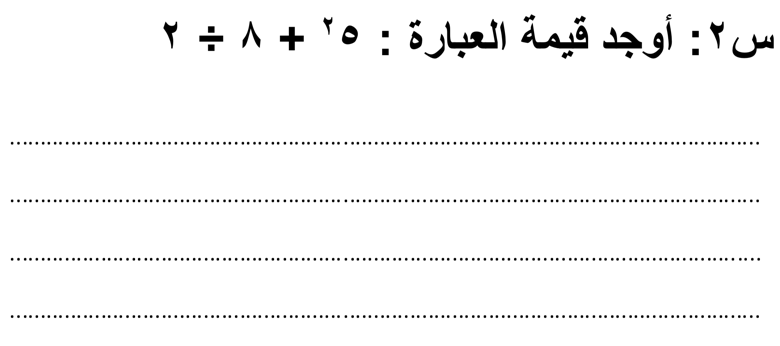 س٢: أوجد قيمة العبارة : ٥٢ + ٨ ÷ ٢